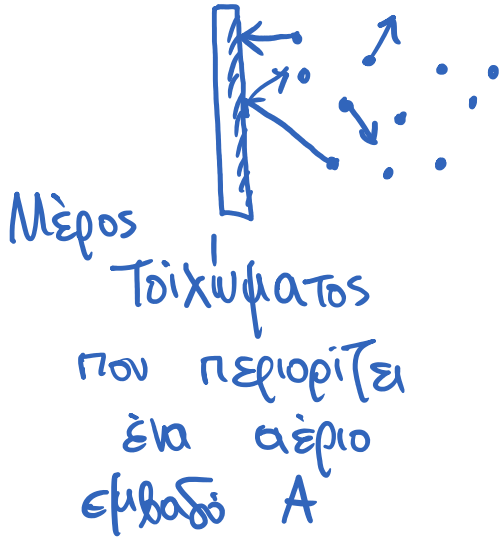 Μέρος
τοιχώματος
που περιορίζει
ένα αέριο
εμβαδό Α